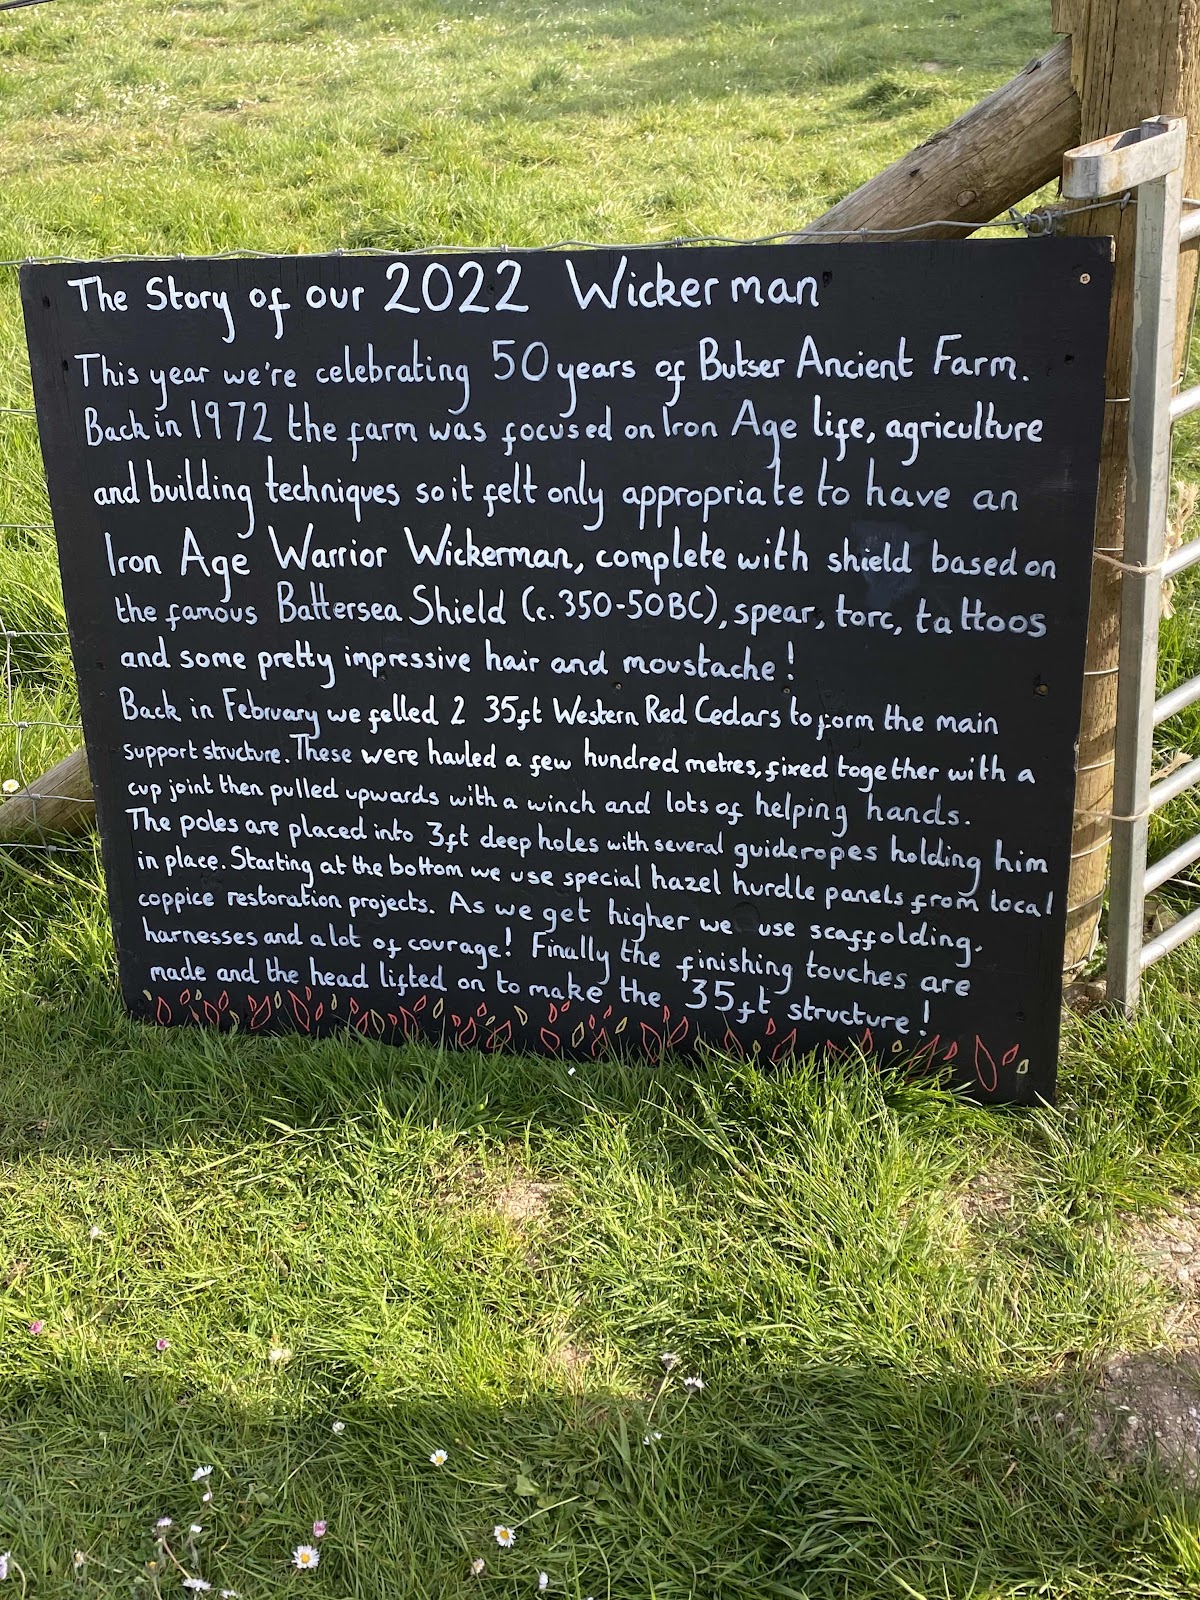 The Story of our 2022 Wickerman
This year we're celebrating 50 years of Butser Ancient Farm.
Back in 1972 the farm was focused on Iron Age life, agriculture
and building techniques so it felt only appropriate to have an
Iron Age Warrior Wickerman, complete with shield based on
the famous Battersea Shield (c. 350-50BC), spear, torc, tattoos
and some pretty impressive hair and moustache!
Back in February we felled 2 35ft Western Red Cedars to form the main
support structure. These were hauled a few hundred metres, fixed together with a
cup joint then pulled upwards with a winch and lots of helping hands.
The poles are placed into 3ft deep holes with several guideropes holding him
in place. Starting at the bottom we use special hazel hurdle panels from local
coppice restoration projects. As we get higher we use scaffolding,
harnesses and a lot of courage! Finally the finishing touches are
made and the head lifted on to make the 35ft structure!